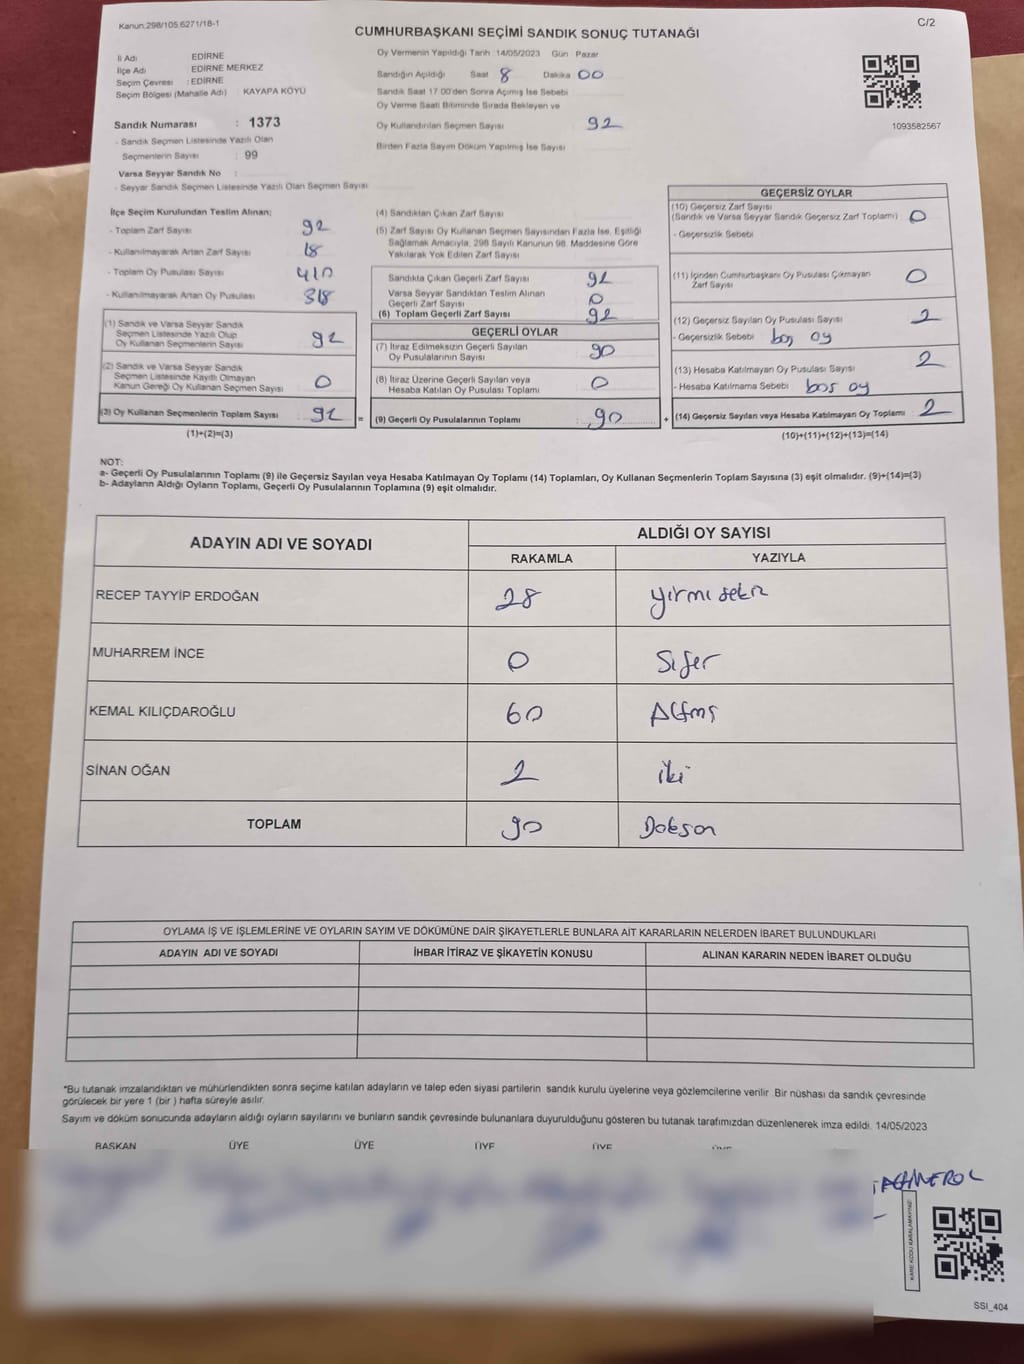 Kanun:298/105.6271/18-1
C/2
CUMHURBAŞKANI SEÇİMİ SANDIK SONUÇ TUTANAĞI
İl Adı EDİRNE
İlçe Adı EDİRNE MERKEZ
Seçim Çevresi : EDİRNE
Seçim Bölgesi (Mahalle Adı) : KAYAPA KÖYÜ
Sandık Numarası : 1373
- Sandık Seçmen Listesinde Yazılı Olan
Seçmenlerin Sayısı : 99
Varsa Seyyar Sandık No :
- Seyyar Sandık Seçmen Listesinde Yazılı Olan Seçmen Sayısı
Oy Vermenin Yapıldığı Tarih 14/05/2023 Gün Pazar
Sandığın Açıldığı Saat 8 Dakika 00
Sandık Saat 17:00'den Sonra Açmış İse Sebebi
Oy Verme Saati Bitiminde Sırada Bekleyen ve
Oy Kullandırılan Seçmen Sayısı 92
Birden Fazla Sayım Döküm Yapılmış İse Sayısı
1093582567
İlçe Seçim Kurulundan Teslim Alınan;
- Toplam Zarf Sayısı 92
- Kullanılmayarak Artan Zarf Sayısı 18
- Toplam Oy Pusulası Sayısı 410
- Kullanılmayarak Artan Oy Pusulası 318
(1) Sandık ve Varsa Seyyar Sandık
Seçmen Listesinde Yazılı Olup
Oy Kullanan Seçmenlerin Sayısı 92
(2) Sandık ve Varsa Seyyar Sandık
Seçmen Listesinde Kayıtlı Olmayan
Kanun Gereği Oy Kullanan Seçmen Sayısı 0
(3) Oy Kullanan Seçmenlerin Toplam Sayısı 92 =
(1)+(2)=(3)
(4) Sandıktan Çıkan Zarf Sayısı
(5) Zarf Sayısı Oy Kullanan Seçmen Sayısından Fazla İse, Eşitliği
Sağlamak Amacıyla, 298 Sayılı Kanunun 98. Maddesine Göre
Yakılarak Yok Edilen Zarf Sayısı
Sandıkta Çıkan Geçerli Zarf Sayısı 92
Varsa Seyyar Sandıktan Teslim Alınan
Geçerli Zarf Sayısı 0
(6) Toplam Geçerli Zarf Sayısı 92
GEÇERLİ OYLAR
(7) İtiraz Edilmeksizin Geçerli Sayılan
Oy Pusulalarının Sayısı 90
(8) İtiraz Üzerine Geçerli Sayılan veya
Hesaba Katılan Oy Pusulası Toplamı 0
(9) Geçerli Oy Pusulalarının Toplamı : 90 +
GEÇERSİZ OYLAR
(10) Geçersiz Zarf Sayısı
(Sandık ve Varsa Seyyar Sandık Geçersiz Zarf Toplamı) 0
- Geçersizlik Sebebi
(11) İçinden Cumhurbaşkanı Oy Pusulası Çıkmayan
Zarf Sayısı 0
(12) Geçersiz Sayılan Oy Pusulası Sayısı 2
- Geçersizlik Sebebi boş oy
(13) Hesaba Katılmayan Oy Pusulası Sayısı 2
- Hesaba Katılmama Sebebi boş oy
(14) Geçersiz Sayılan veya Hesaba Katılmayan Oy Toplamı : 2
(10)+(11)+(12)+(13)=(14)
NOT:
a- Geçerli Oy Pusulalarının Toplamı (9) ile Geçersiz Sayılan veya Hesaba Katılmayan Oy Toplamı (14) Toplamları, Oy Kullanan Seçmenlerin Toplam Sayısına (3) eşit olmalıdır. (9)+(14)=(3)
b- Adayların Aldığı Oyların Toplamı, Geçerli Oy Pusulalarının Toplamına (9) eşit olmalıdır.
ADAYIN ADI VE SOYADI ALDIĞI OY SAYISI
RAKAMLA YAZIYLA
RECEP TAYYİP ERDOĞAN 28 yirmi sekiz
MUHARREM İNCE 0 Sıfır
KEMAL KILIÇDAROĞLU 60 Altmış
SİNAN OĞAN 2 iki
TOPLAM 90 Doksan
OYLAMA İŞ VE İŞLEMLERİNE VE OYLARIN SAYIM VE DÖKÜMÜNE DAİR ŞİKAYETLERLE BUNLARA AİT KARARLARIN NELERDEN İBARET BULUNDUKLARI
ADAYIN ADI VE SOYADI İHBAR İTİRAZ VE ŞİKAYETİN KONUSU ALINAN KARARIN NEDEN İBARET OLDUĞU
*Bu tutanak imzalandıktan ve mühürlendikten sonra seçime katılan adayların ve talep eden siyasi partilerin sandık kurulu üyelerine veya gözlemcilerine verilir. Bir nüshası da sandık çevresinde
görülecek bir yere 1 (bir ) hafta süreyle asılır.
Sayım ve döküm sonucunda adayların aldığı oyların sayılarını ve bunların sandık çevresinde bulunanlara duyurulduğunu gösteren bu tutanak tarafımızdan düzenlenerek imza edildi. 14/05/2023
BAŞKAN ÜYE ÜYE ÜYE ÜYE
SSI_404